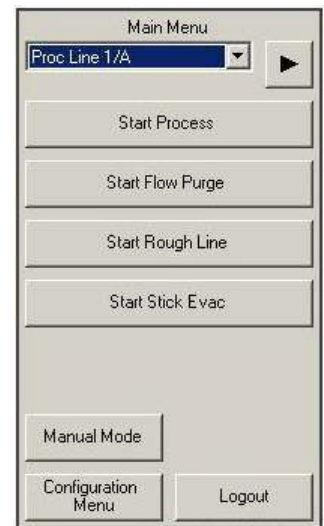 Main Menu
Proc Line 1/A
Start Process
Start Flow Purge
Start Rough Line
Start Stick Evac
Manual Mode
Configuration
Menu
Logout